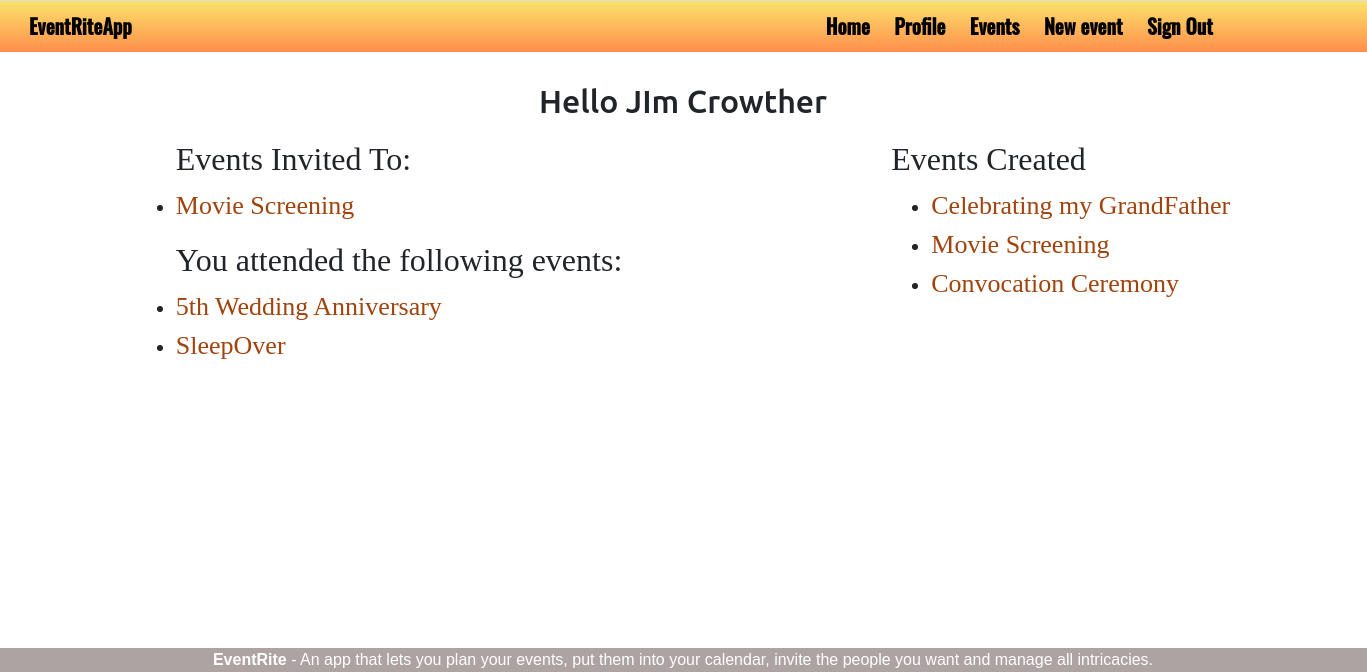 EventRiteApp Home Profile Events New event Sign Out
Hello JIm Crowther
Events Invited To:
Movie Screening
You attended the following events:
5th Wedding Anniversary
SleepOver
Events Created
Celebrating my GrandFather
Movie Screening
Convocation Ceremony
EventRite - An app that lets you plan your events, put them into your calendar, invite the people you want and manage all intricacies.